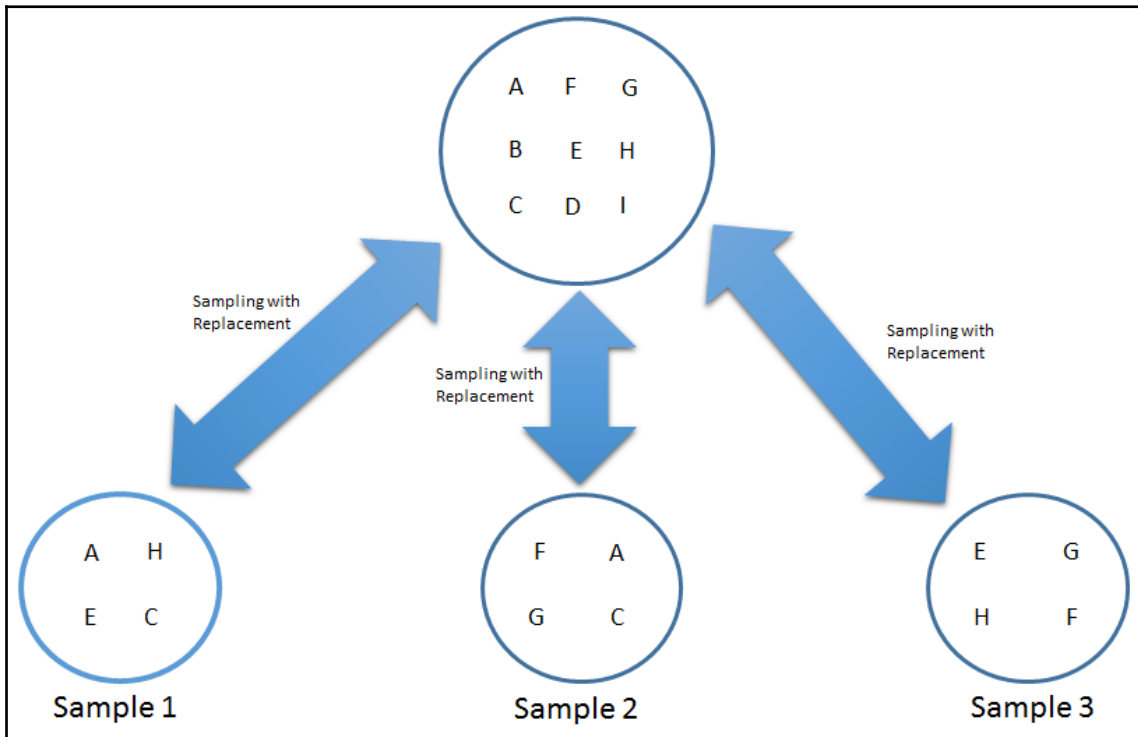 A F G
B E H
C D I
Sampling with
Replacement
Sampling with
Replacement
Sampling with
Replacement
A H
E C
Sample 1
F A
G C
Sample 2
E G
H F
Sample 3